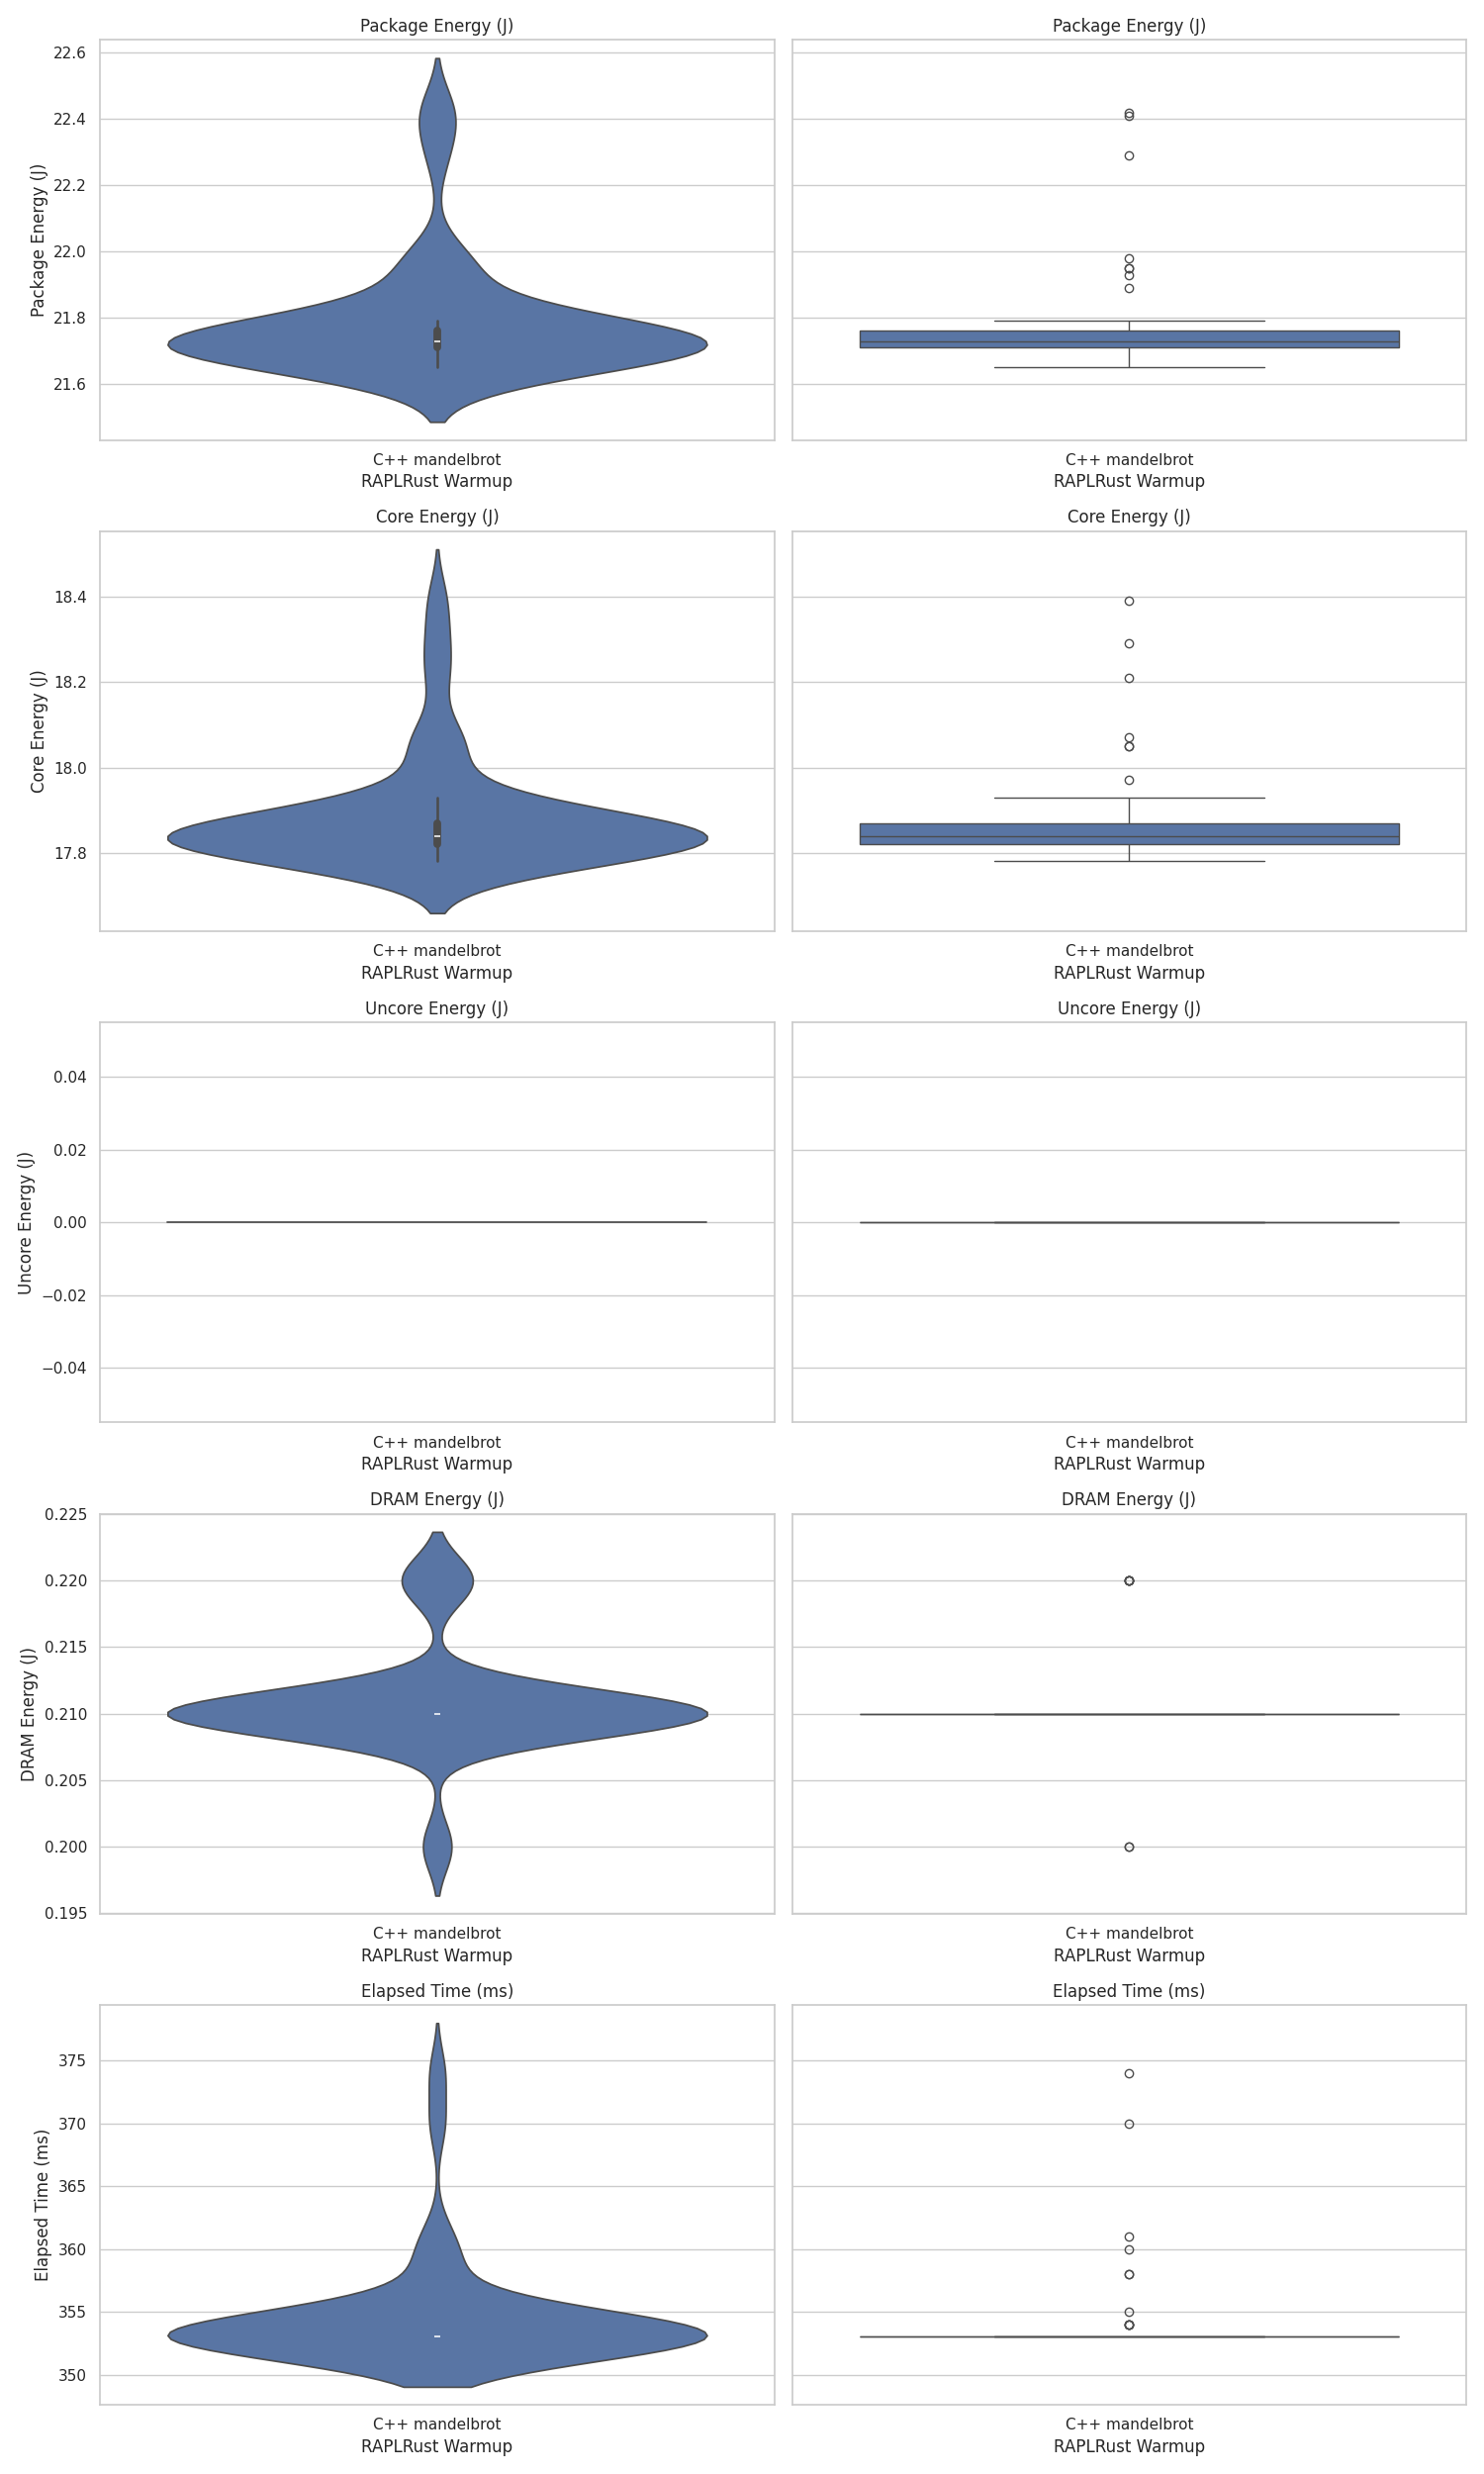 Package Energy (J)
Package Energy (J)
Package Energy (J)
22.6
22.4
22.2
22.0
21.8
21.6
C++ mandelbrot
RAPLRust Warmup
C++ mandelbrot
RAPLRust Warmup
Core Energy (J)
Core Energy (J)
Core Energy (J)
18.4
18.2
18.0
17.8
C++ mandelbrot
RAPLRust Warmup
C++ mandelbrot
RAPLRust Warmup
Uncore Energy (J)
Uncore Energy (J)
Uncore Energy (J)
0.04
0.02
0.00
−0.02
−0.04
C++ mandelbrot
RAPLRust Warmup
C++ mandelbrot
RAPLRust Warmup
DRAM Energy (J)
DRAM Energy (J)
DRAM Energy (J)
0.225
0.220
0.215
0.210
0.205
0.200
0.195
C++ mandelbrot
RAPLRust Warmup
C++ mandelbrot
RAPLRust Warmup
Elapsed Time (ms)
Elapsed Time (ms)
Elapsed Time (ms)
375
370
365
360
355
350
C++ mandelbrot
RAPLRust Warmup
C++ mandelbrot
RAPLRust Warmup